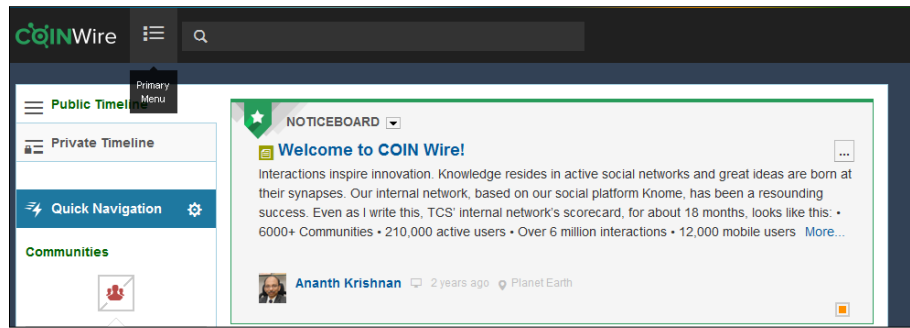 COINWire
Primary
Menu
Public Timeline
Private Timeline
Quick Navigation
Communities
NOTICEBOARD
Welcome to COIN Wire!
...
Interactions inspire innovation. Knowledge resides in active social networks and great ideas are born at
their synapses. Our internal network, based on our social platform Knome, has been a resounding
success. Even as I write this, TCS' internal network's scorecard, for about 18 months, looks like this: •
6000+ Communities • 210,000 active users • Over 6 million interactions • 12,000 mobile users More...
Ananth Krishnan 2 years ago Planet Earth